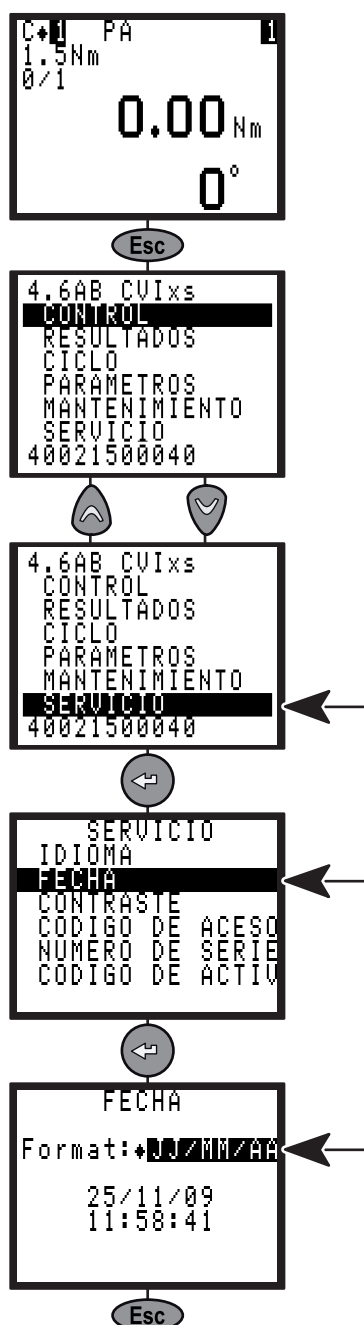 C♦1 PA 1
1.5Nm
0/1
0.00 Nm
0°
Esc
4.6AB CVIxs
CONTROL
RESULTADOS
CICLO
PARAMETROS
MANTENIMIENTO
SERVICIO
40021500040
4.6AB CVIxs
CONTROL
RESULTADOS
CICLO
PARAMETROS
MANTENIMIENTO
SERVICIO
40021500040
SERVICIO
IDIOMA
FECHA
CONTRASTE
CODIGO DE ACESO
NUMERO DE SERIE
CODIGO DE ACTIV
FECHA
Format:♦JJ/MM/AA
25/11/09
11:58:41
Esc